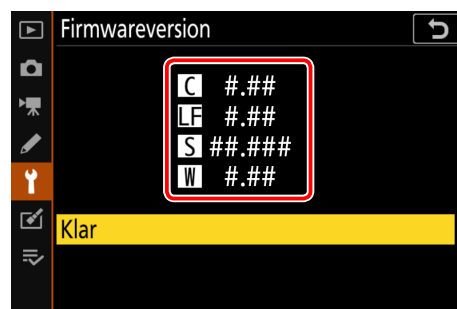 Firmwareversion
C #.##
LF #.##
S ##.###
W #.##
Klar